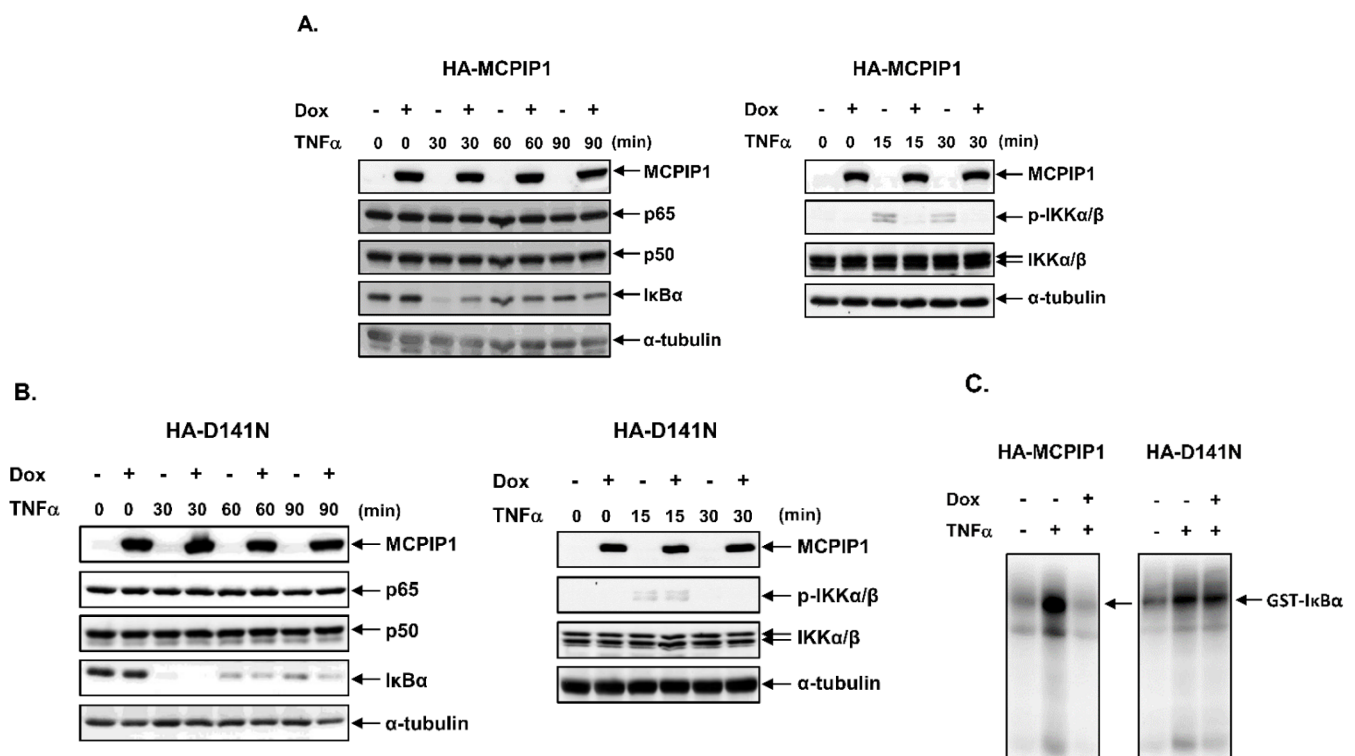 A.
HA-MCPIP1
Dox - + - + - + - +
TNFα 0 0 30 30 60 60 90 90 (min)
MCPIP1
p65
p50
IκBα
α-tubulin
HA-MCPIP1
Dox - + - + - +
TNFα 0 0 15 15 30 30 (min)
MCPIP1
p-IKKα/β
IKKα/β
α-tubulin
B.
HA-D141N
Dox - + - + - + - +
TNFα 0 0 30 30 60 60 90 90 (min)
MCPIP1
p65
p50
IκBα
α-tubulin
HA-D141N
Dox - + - + - +
TNFα 0 0 15 15 30 30 (min)
MCPIP1
p-IKKα/β
IKKα/β
α-tubulin
C.
HA-MCPIP1 HA-D141N
Dox - - + - - +
TNFα - + + - + +
GST-IκBα